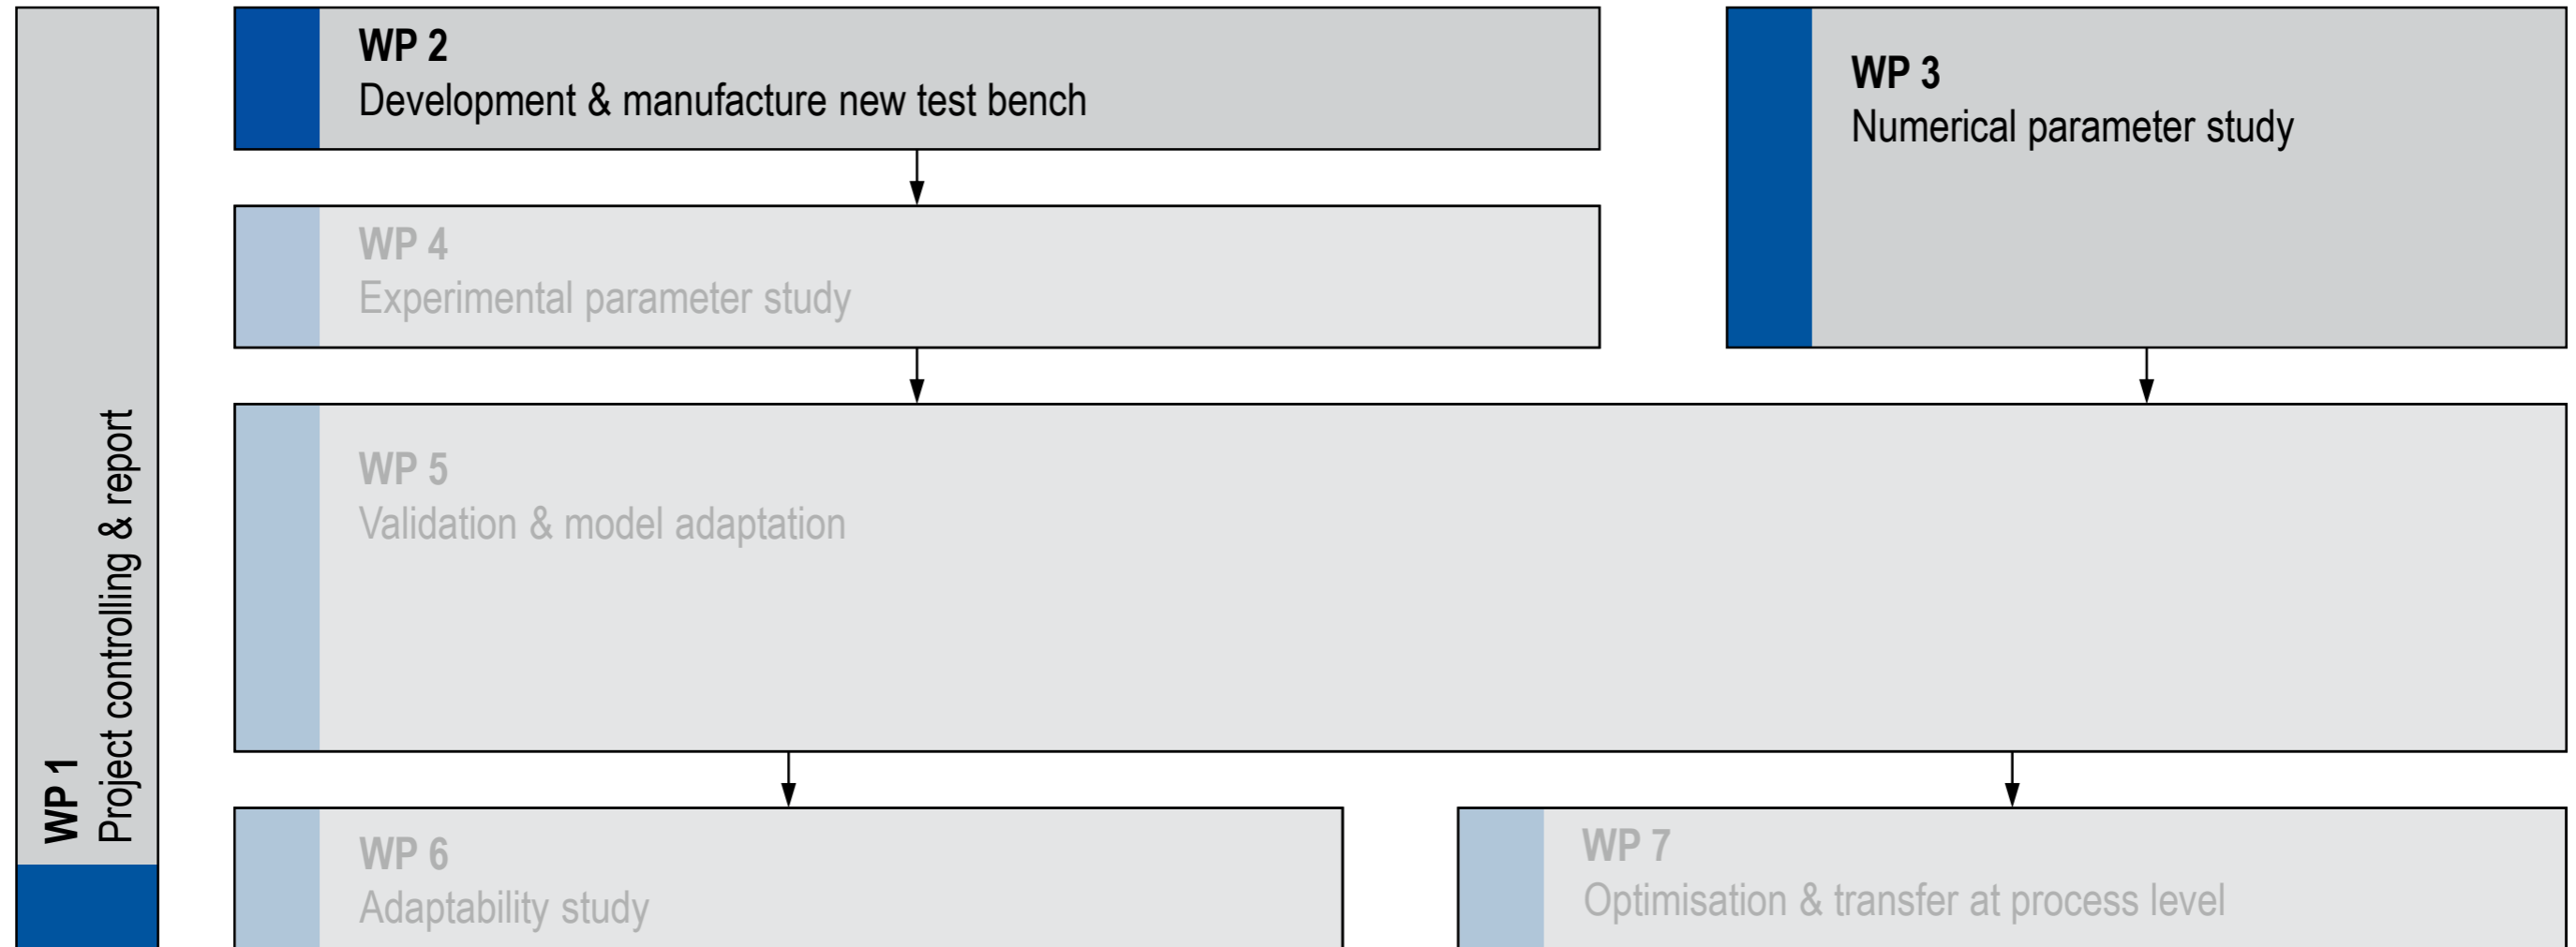 WP 1
Project controlling & report
WP 2
Development & manufacture new test bench
WP 3
Numerical parameter study
WP 4
Experimental parameter study
WP 5
Validation & model adaptation
WP 6
Adaptability study
WP 7
Optimisation & transfer at process level